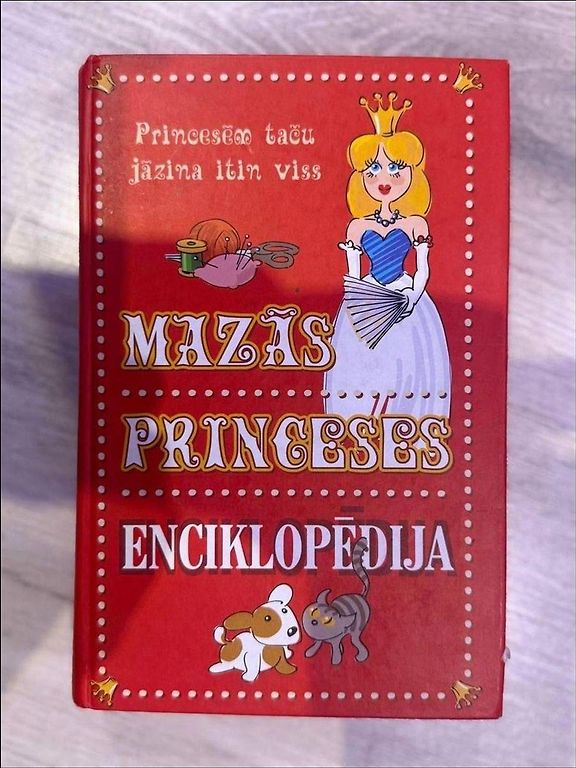 Princesēm taču
jāzina itin viss
MAZĀS
PRINCESES
ENCIKLOPĒDIJA